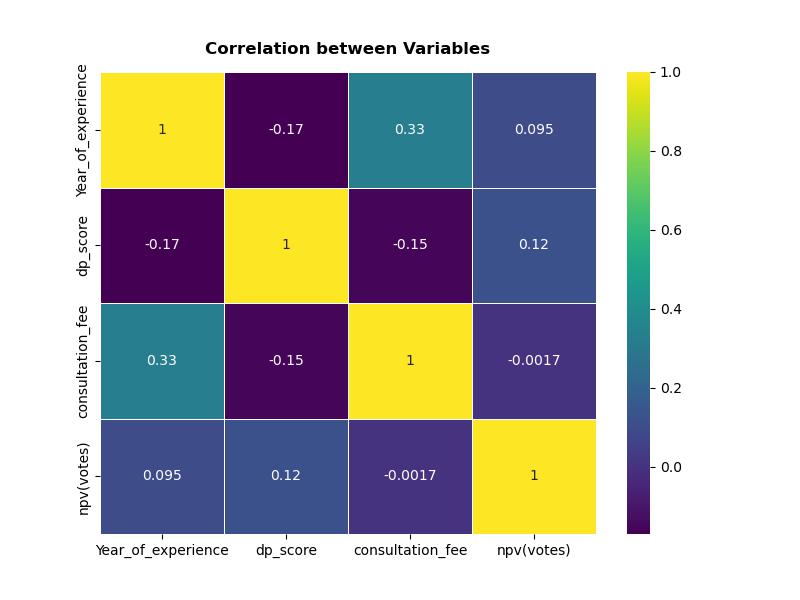 Correlation between Variables
Year_of_experience
1
-0.17
0.33
0.095
dp_score
-0.17
1
-0.15
0.12
consultation_fee
0.33
-0.15
1
-0.0017
npv(votes)
0.095
0.12
-0.0017
1
Year_of_experience
dp_score
consultation_fee
npv(votes)
1.0
0.8
0.6
0.4
0.2
0.0